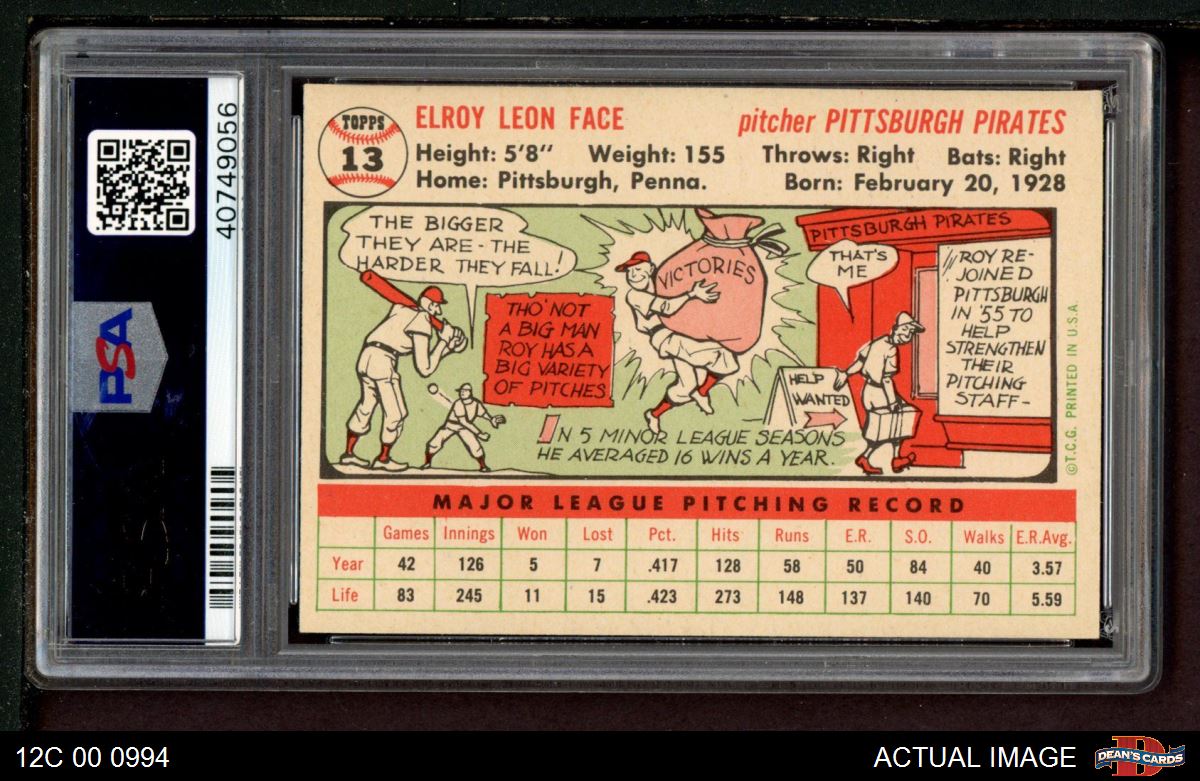 40749056
PSA
TOPPS
13
ELROY LEON FACE
pitcher PITTSBURGH PIRATES
Height: 5'8" Weight: 155 Throws: Right Bats: Right
Home: Pittsburgh, Penna. Born: February 20, 1928
THE BIGGER
THEY ARE - THE
HARDER THEY FALL!
THO' NOT
A BIG MAN
ROY HAS A
BIG VARIETY
OF PITCHES
VICTORIES
IN 5 MINOR LEAGUE SEASONS
HE AVERAGED 16 WINS A YEAR.
PITTSBURGH PIRATES
THAT'S
ME
HELP
WANTED
ROY RE-
JOINED
PITTSBURGH
IN '55 TO
HELP
STRENGTHEN
THEIR
PITCHING
STAFF-
©T.C.G. PRINTED IN U.S.A.
MAJOR LEAGUE PITCHING RECORD
Games Innings Won Lost Pct. Hits Runs E.R. S.O. Walks E.R.Avg.
Year 42 126 5 7 .417 128 58 50 84 40 3.57
Life 83 245 11 15 .423 273 148 137 140 70 5.59
12C 00 0994
ACTUAL IMAGE
D
DEAN'S CARDS